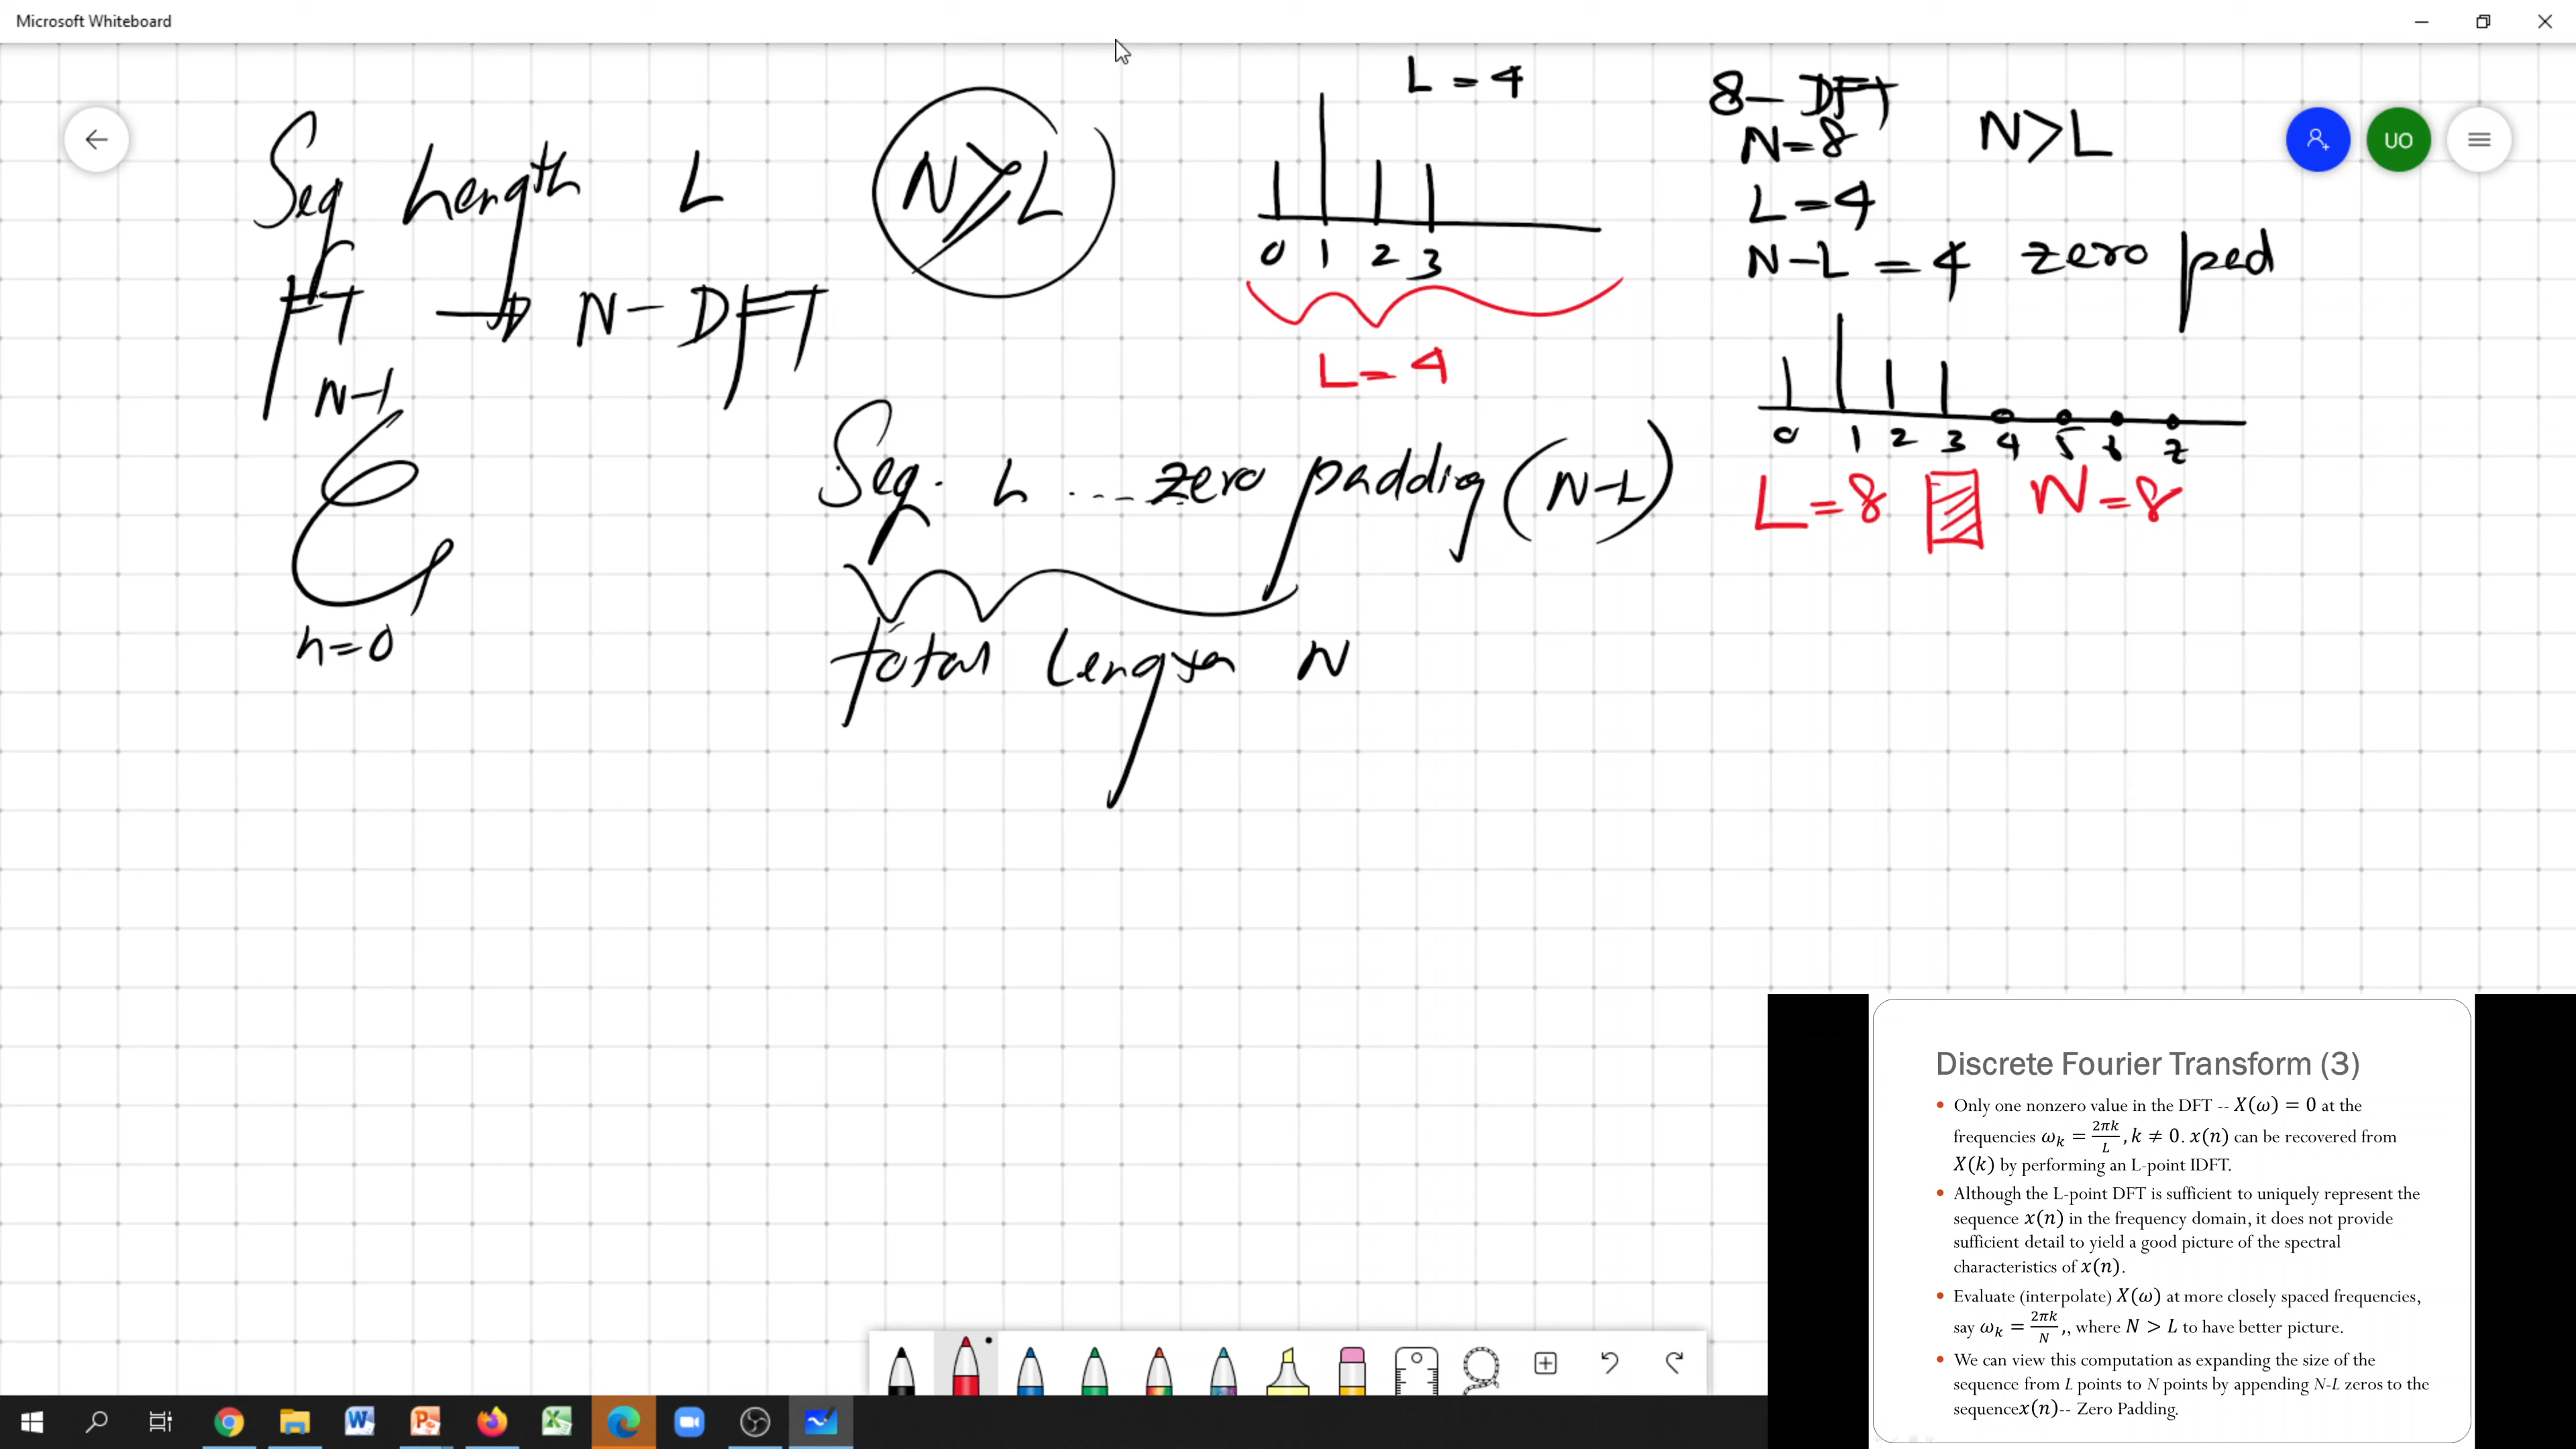 Microsoft Whiteboard
Seq Length L
FT → N-DFT
N≥L
N-1
n=0
L=4
0 1 2 3
L=4
Seq. L ... zero paddig (N-L)
total Length N
8-DFT
N=8
N>L
L=4
N-L=4 zero pad
0 1 2 3 4 5 6 7
L=8 N=8
UO
Discrete Fourier Transform (3)
• Only one nonzero value in the DFT -- X(ω) = 0 at the
frequencies ωk = 2πk/L, k ≠ 0. x(n) can be recovered from
X(k) by performing an L-point IDFT.
• Although the L-point DFT is sufficient to uniquely represent the
sequence x(n) in the frequency domain, it does not provide
sufficient detail to yield a good picture of the spectral
characteristics of x(n).
• Evaluate (interpolate) X(ω) at more closely spaced frequencies,
say ωk = 2πk/N,, where N > L to have better picture.
• We can view this computation as expanding the size of the
sequence from L points to N points by appending N-L zeros to the
sequencex(n)-- Zero Padding.